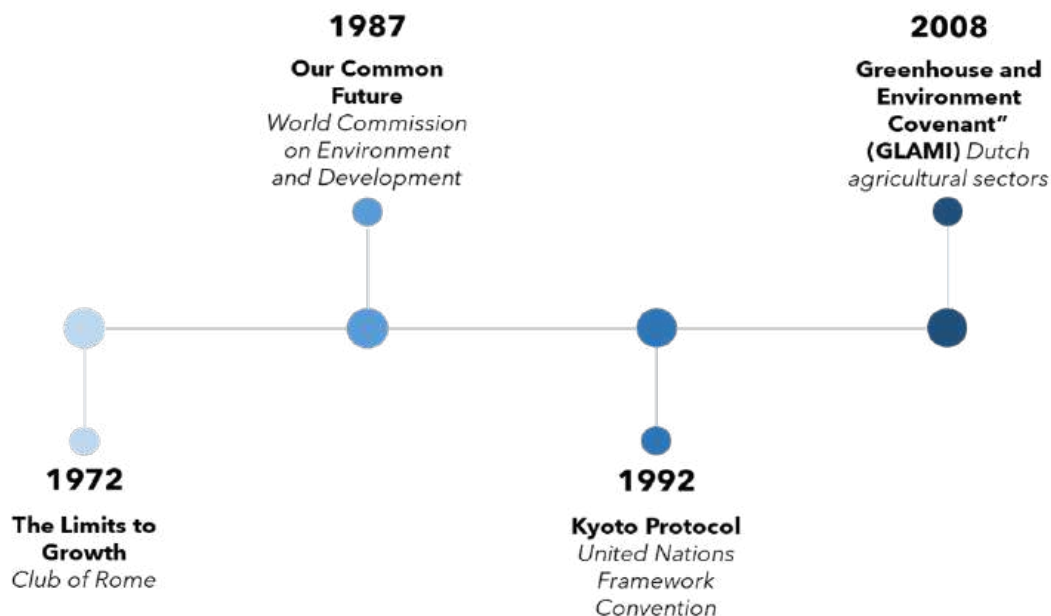 1987
Our Common
Future
World Commission
on Environment
and Development
2008
Greenhouse and
Environment
Covenant”
(GLAMI) Dutch
agricultural sectors
1972
The Limits to
Growth
Club of Rome
1992
Kyoto Protocol
United Nations
Framework
Convention